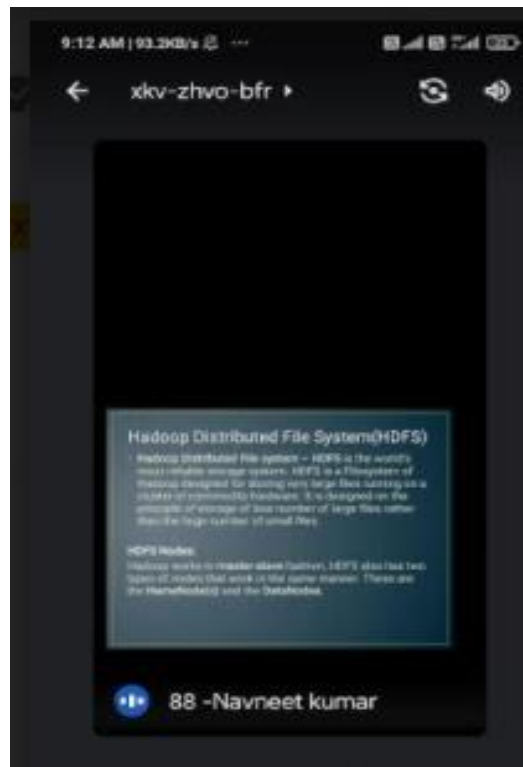 9:12 AM | 93.2KB/s
xkv-zhvo-bfr
Hadoop Distributed File System(HDFS)
Hadoop Distributed File system – HDFS is the world's
most reliable storage system. HDFS is a Filesystem of
Hadoop designed for storing very large files running on a
cluster of commodity hardware. It is designed on the
principle of storage of less number of large files rather
than the huge number of small files.
HDFS Nodes:
Hadoop works in master-slave fashion, HDFS also has two
types of nodes that work in the same manner. These are
the NameNode(s) and the DataNodes.
88 -Navneet kumar